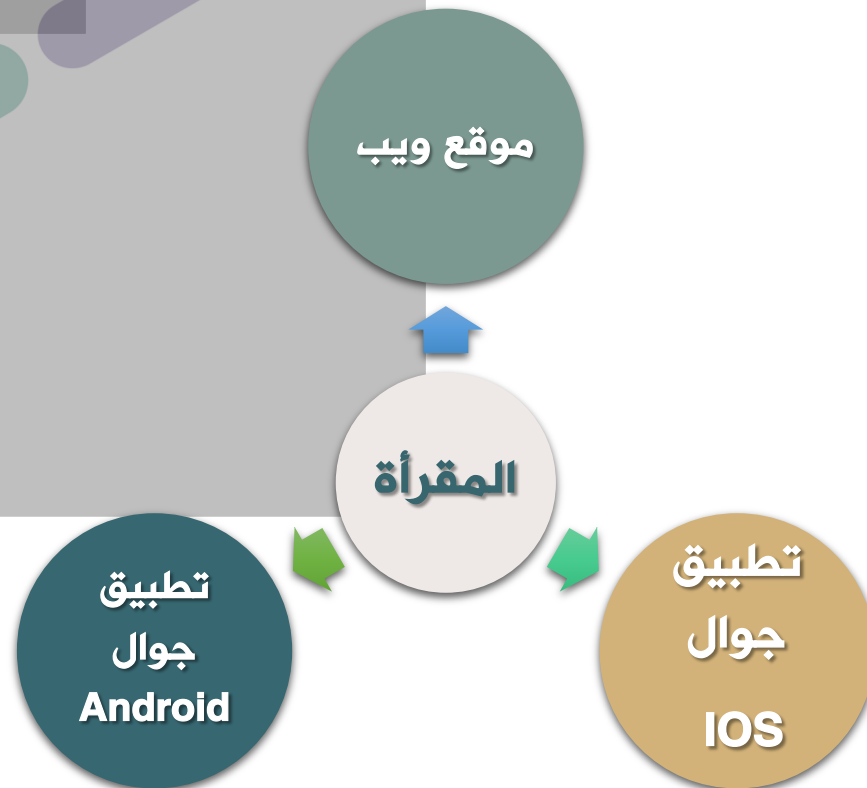 موقع ويب
المقرأة
تطبيق
جوال
IOS
تطبيق
جوال
Android